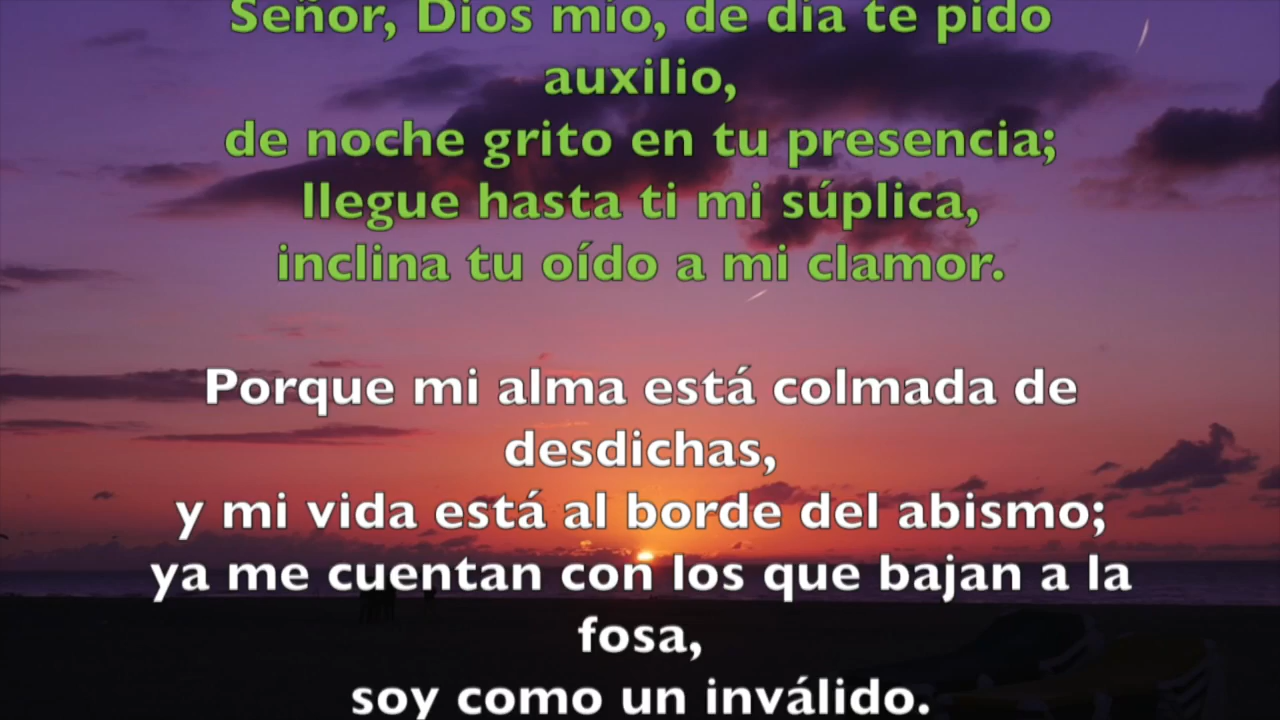 Señor, Dios mío, de día te pido
auxilio,
de noche grito en tu presencia;
llegue hasta ti mi súplica,
inclina tu oído a mi clamor.
Porque mi alma está colmada de
desdichas,
y mi vida está al borde del abismo;
ya me cuentan con los que bajan a la
fosa,
soy como un inválido.